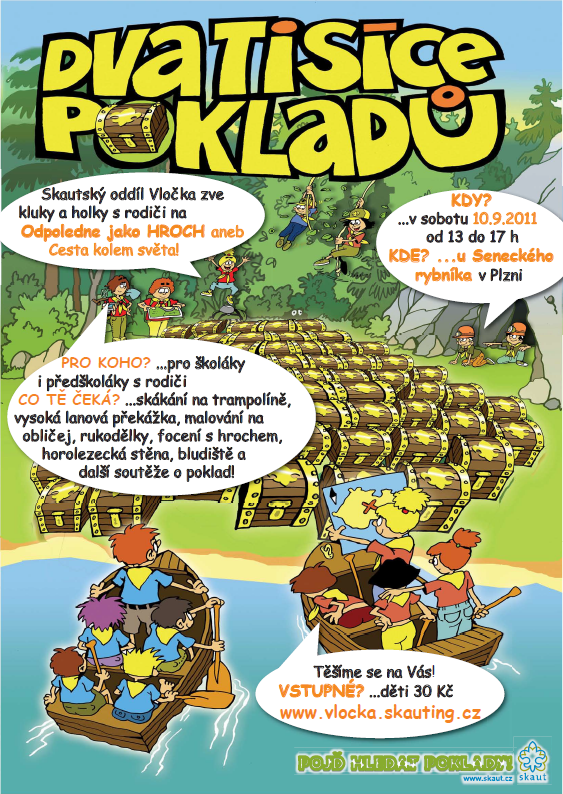 DVA TISÍCE
POKLADŮ
Skautský oddíl Vločka zve
kluky a holky s rodiči na
Odpoledne jako HROCH aneb
Cesta kolem světa!
KDY?
...v sobotu 10.9.2011
od 13 do 17 h
KDE? ...u Seneckého
rybníka v Plzni
PRO KOHO? ...pro školáky
i předškoláky s rodiči
CO TĚ ČEKÁ? ...skákání na trampolíně,
vysoká lanová překážka, malování na
obličej, rukodělky, focení s hrochem,
horolezecká stěna, bludiště a
další soutěže o poklad!
Těšíme se na Vás!
VSTUPNÉ? ...děti 30 Kč
www.vlocka.skauting.cz
POJĎ HLEDAT POKLADY!
www.skaut.cz
skaut